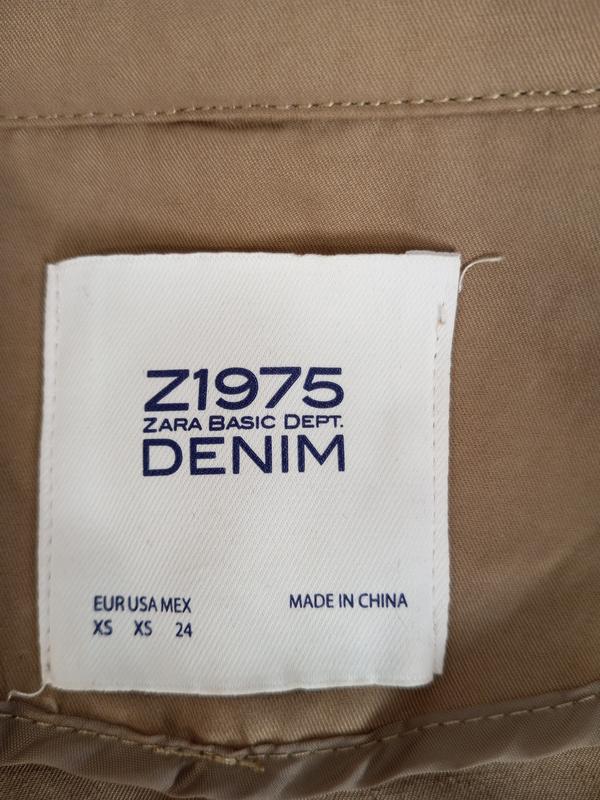 Z1975
ZARA BASIC DEPT.
DENIM
EUR USA MEX
XS XS 24
MADE IN CHINA